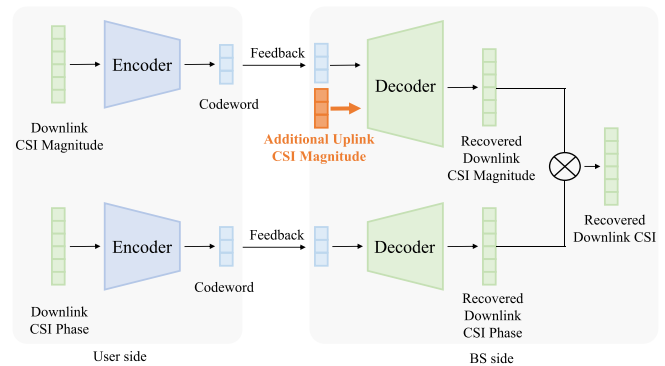 Encoder
Feedback
Decoder
Codeword
Downlink
CSI Magnitude
Additional Uplink
CSI Magnitude
Recovered
Downlink
CSI Magnitude
Recovered
Downlink CSI
Encoder
Feedback
Decoder
Codeword
Downlink
CSI Phase
Recovered
Downlink
CSI Phase
User side
BS side